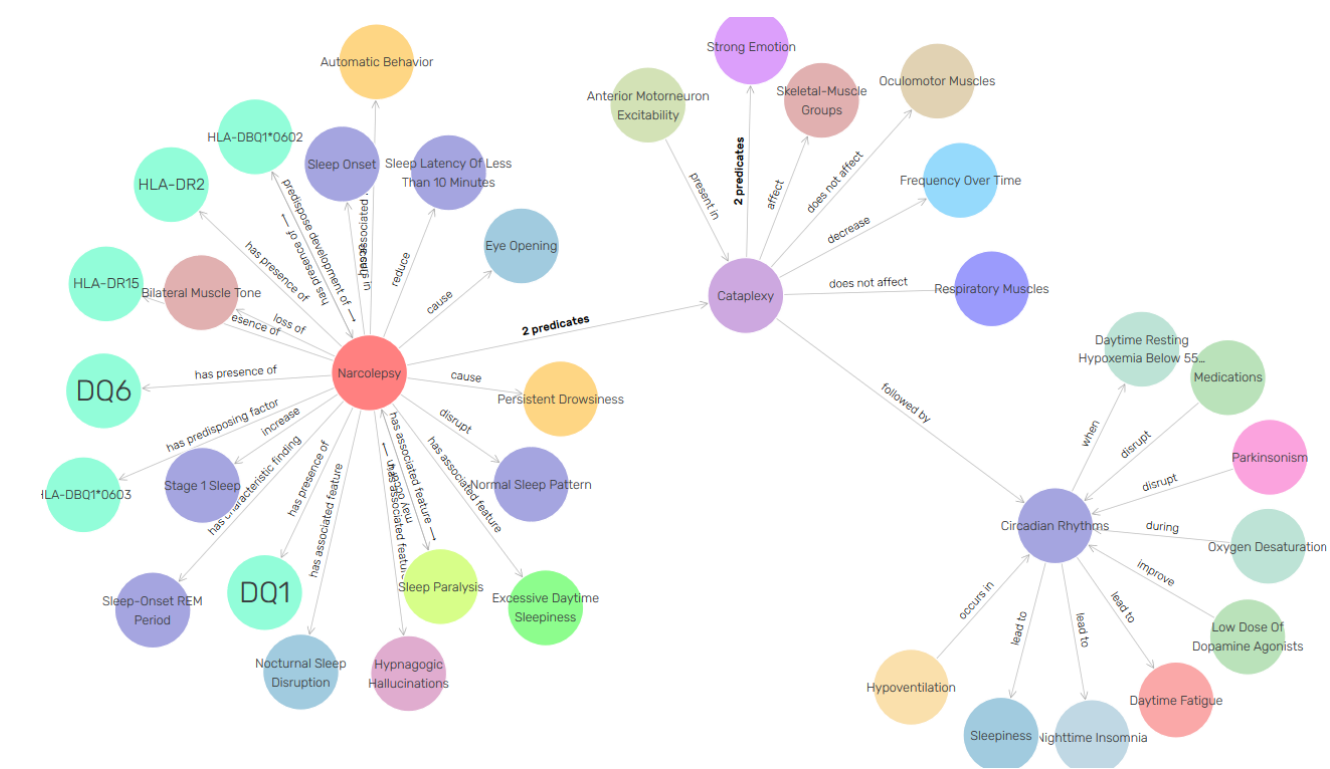 Strong Emotion
Automatic Behavior
Oculomotor Muscles
Anterior Motorneuron
Excitability
Skeletal-Muscle
Groups
HLA-DBQ1*0602
Sleep Onset
Sleep Latency Of Less
Than 10 Minutes
HLA-DR2
Frequency Over Time
present in
2 predicates
affect
does not affect
decrease
Eye Opening
predispose development of
has presence of
associated
occurs in
reduce
cause
has presence of
HLA-DR15
Bilateral Muscle Tone
loss of
esence of
Cataplexy
does not affect
Respiratory Muscles
2 predicates
Daytime Resting
Hypoxemia Below 55...
Medications
Narcolepsy
DQ6
has presence of
cause
Persistent Drowsiness
followed by
has predisposing factor
increase
disrupt
when
disrupt
Parkinsonism
disrupt
HLA-DBQ1*0603
Stage 1 Sleep
has characteristic finding
has presence of
has associated feature
has associated feature
may occur in
has associated feature
has associated feature
Normal Sleep Pattern
Circadian Rhythms
during
Oxygen Desaturation
improve
Sleep-Onset REM
Period
DQ1
Sleep Paralysis
Excessive Daytime
Sleepiness
occurs in
lead to
lead to
lead to
Low Dose Of
Dopamine Agonists
Nocturnal Sleep
Disruption
Hypnagogic
Hallucinations
Hypoventilation
Daytime Fatigue
Sleepiness
Nighttime Insomnia